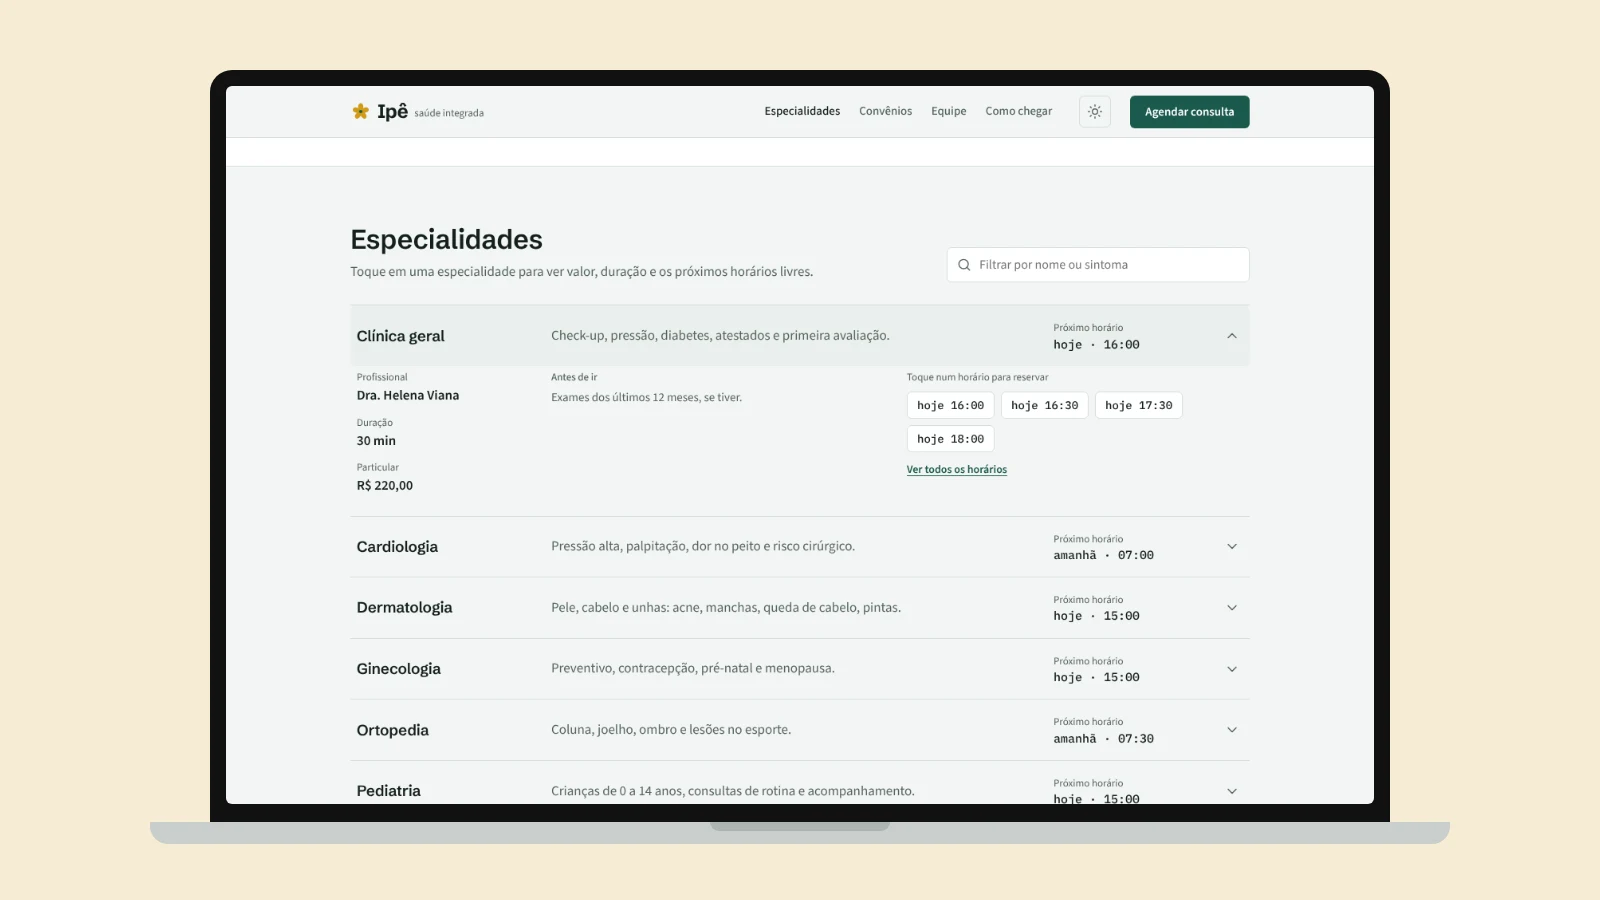 Ipê saúde integrada
Especialidades Convênios Equipe Como chegar Agendar consulta
Especialidades
Toque em uma especialidade para ver valor, duração e os próximos horários livres.
Filtrar por nome ou sintoma
Clínica geral
Check-up, pressão, diabetes, atestados e primeira avaliação.
Próximo horário
hoje · 16:00
Profissional
Dra. Helena Viana
Duração
30 min
Particular
R$ 220,00
Antes de ir
Exames dos últimos 12 meses, se tiver.
Toque num horário para reservar
hoje 16:00 hoje 16:30 hoje 17:30
hoje 18:00
Ver todos os horários
Cardiologia
Pressão alta, palpitação, dor no peito e risco cirúrgico.
Próximo horário
amanhã · 07:00
Dermatologia
Pele, cabelo e unhas: acne, manchas, queda de cabelo, pintas.
Próximo horário
hoje · 15:00
Ginecologia
Preventivo, contracepção, pré-natal e menopausa.
Próximo horário
hoje · 15:00
Ortopedia
Coluna, joelho, ombro e lesões no esporte.
Próximo horário
amanhã · 07:30
Pediatria
Crianças de 0 a 14 anos, consultas de rotina e acompanhamento.
Próximo horário
hoje · 15:00